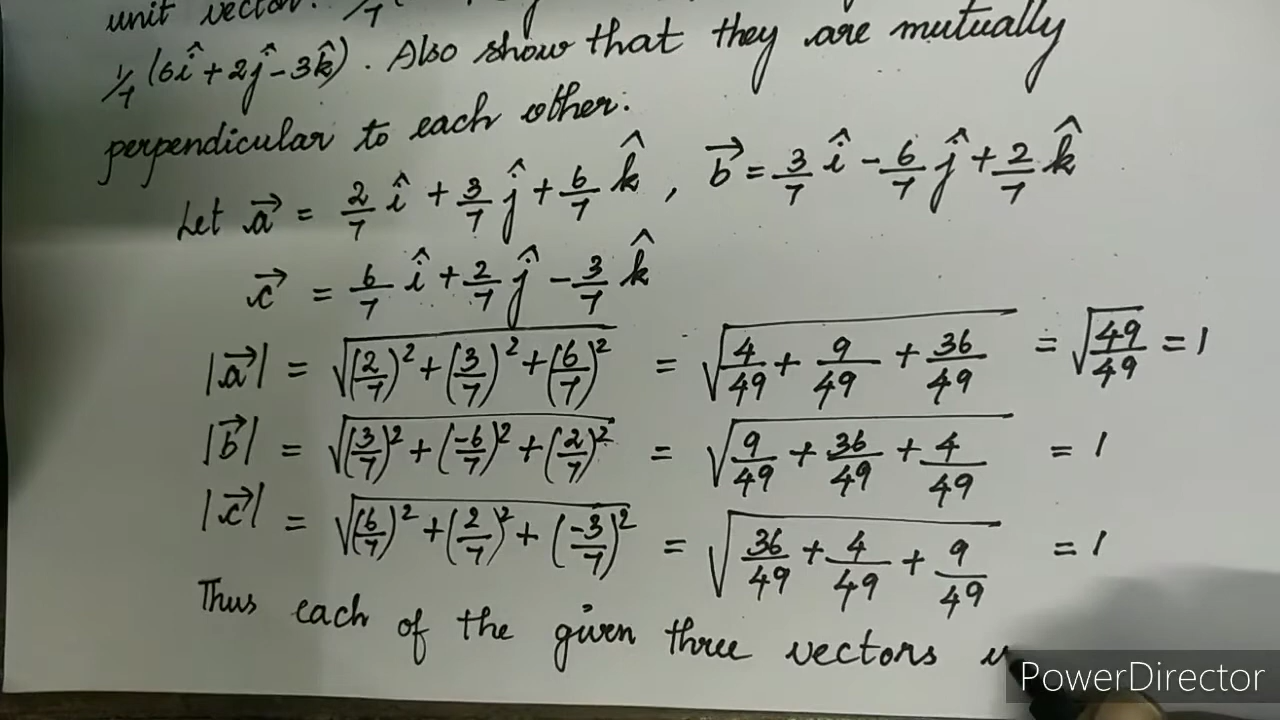 unit vector. 1/7(
1/7 (6î + 2ĵ - 3k̂). Also show that they are mutually
perpendicular to each other.
Let a⃗ = 2/7 î + 3/7 ĵ + 6/7 k̂ , b⃗ = 3/7 î - 6/7 ĵ + 2/7 k̂
c⃗ = 6/7 î + 2/7 ĵ - 3/7 k̂
|a⃗| = √((2/7)² + (3/7)² + (6/7)²) = √(4/49 + 9/49 + 36/49) = √(49/49) = 1
|b⃗| = √((3/7)² + (-6/7)² + (2/7)²) = √(9/49 + 36/49 + 4/49) = 1
|c⃗| = √((6/7)² + (2/7)² + (-3/7)²) = √(36/49 + 4/49 + 9/49) = 1
Thus each of the given three vectors
PowerDirector